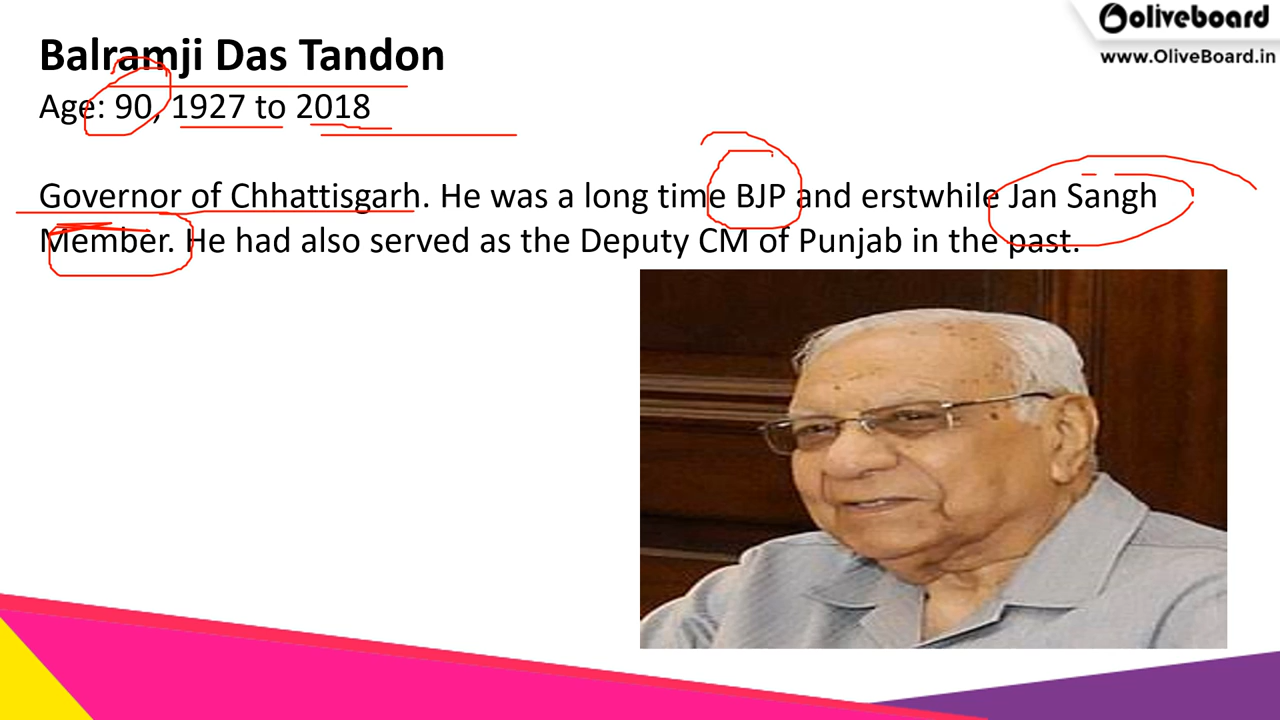 Balramji Das Tandon
oliveboard
www.OliveBoard.in
Age: 90, 1927 to 2018
Governor of Chhattisgarh. He was a long time BJP and erstwhile Jan Sangh
Member. He had also served as the Deputy CM of Punjab in the past.